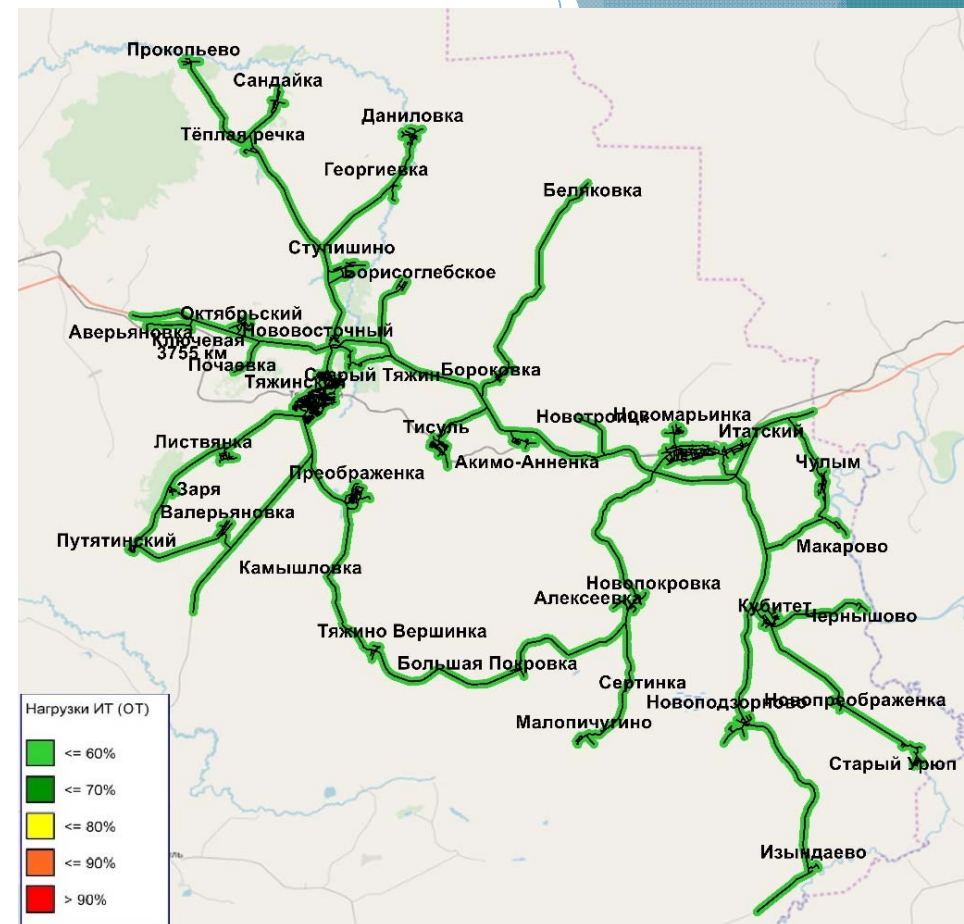 Прокопьево
Сандайка
Даниловка
Тёплая речка
Георгиевка
Беляковка
Ступишино
Борисоглебское
Октябрьский
Аверьяновка
Ключевая
Нововосточный
3755 км
Почаевка
Тяжинский
Старый Тяжин
Бороковка
Листвянка
Тисуль
Новотроицк
Новомарьинка
Итатский
Акимо-Анненка
Преображенка
Чулым
Заря
Валерьяновка
Путятинский
Макарово
Камышловка
Новопокровка
Алексеевка
Кубитет
Чернышово
Тяжино Вершинка
Большая Покровка
Сертинка
Новоподзорново
Новопреображенка
Малопичугино
Старый Урюп
Изындаево
Нагрузки ИТ (ОТ)
<= 60%
<= 70%
<= 80%
<= 90%
> 90%